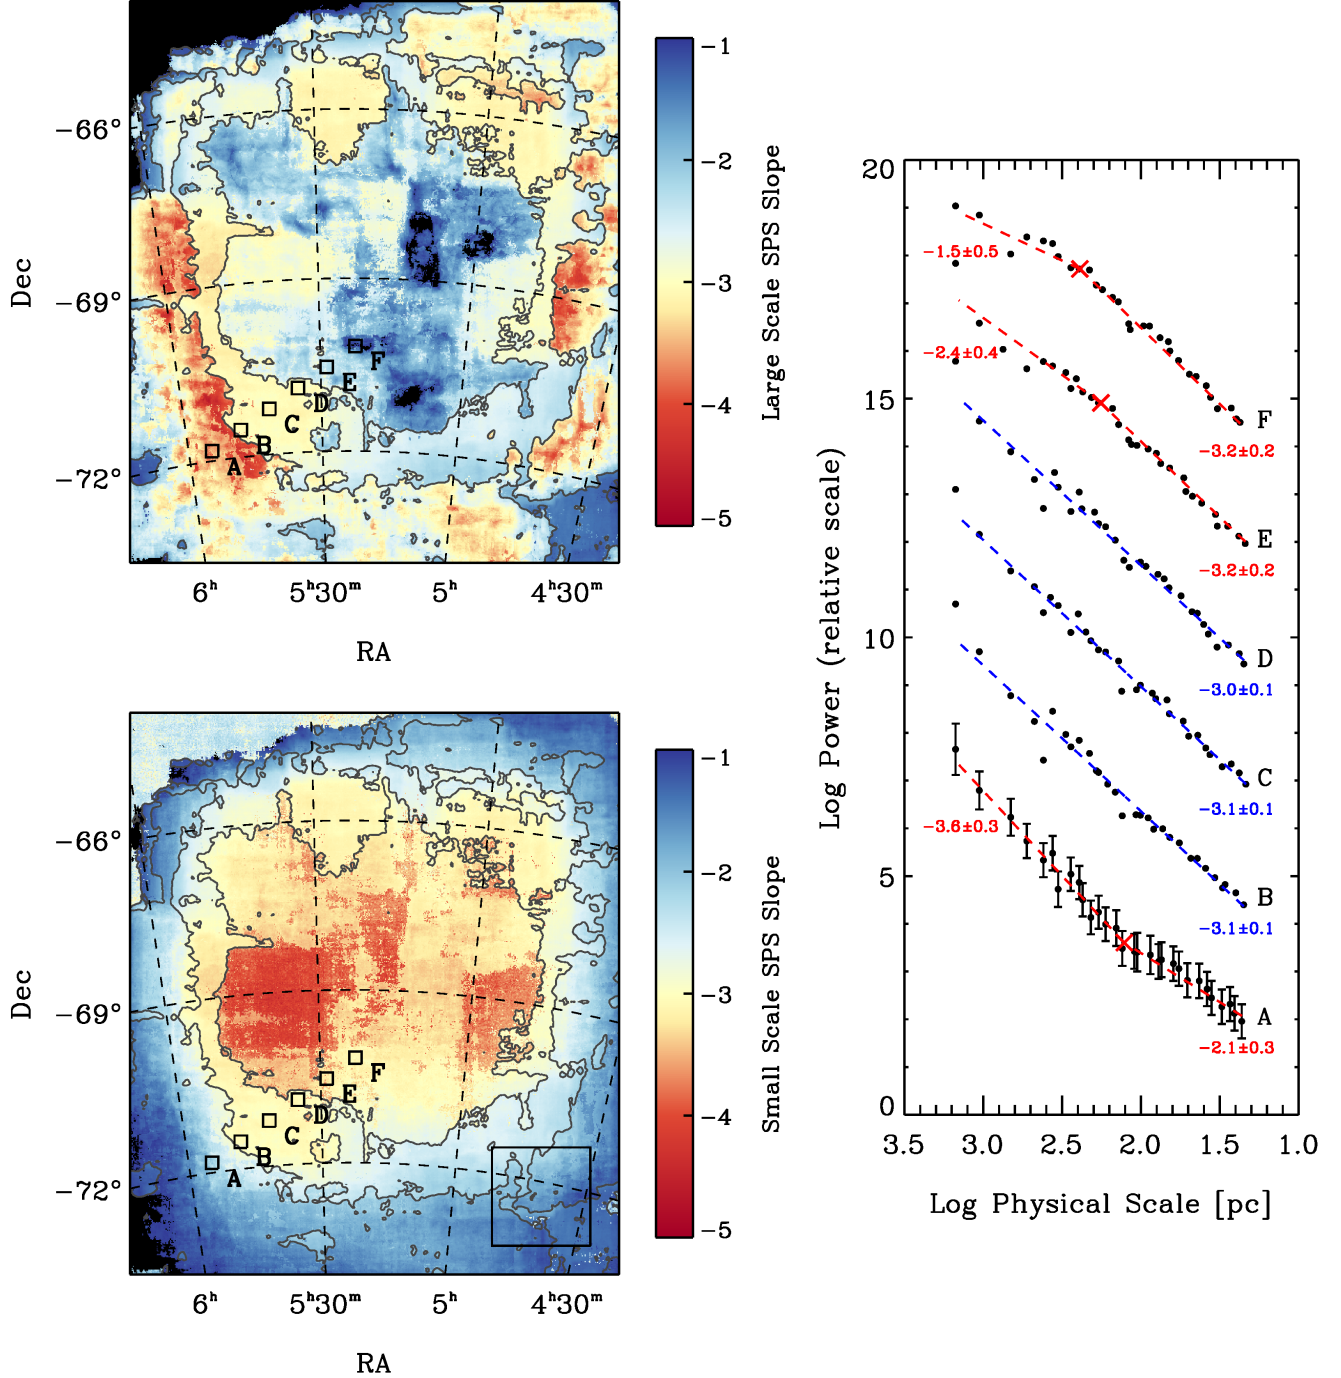 −66°
−69°
−72°
Dec
A
B
C
D
E
F
6ʰ
5ʰ30ᵐ
5ʰ
4ʰ30ᵐ
RA
−1
−2
−3
−4
−5
Large Scale SPS Slope
−66°
−69°
−72°
Dec
A
B
C
D
E
F
6ʰ
5ʰ30ᵐ
5ʰ
4ʰ30ᵐ
RA
−1
−2
−3
−4
−5
Small Scale SPS Slope
20
15
10
5
0
Log Power (relative scale)
−1.5±0.5
F
−3.2±0.2
−2.4±0.4
E
−3.2±0.2
D
−3.0±0.1
C
−3.1±0.1
B
−3.1±0.1
−3.6±0.3
A
−2.1±0.3
3.5 3.0 2.5 2.0 1.5 1.0
Log Physical Scale [pc]